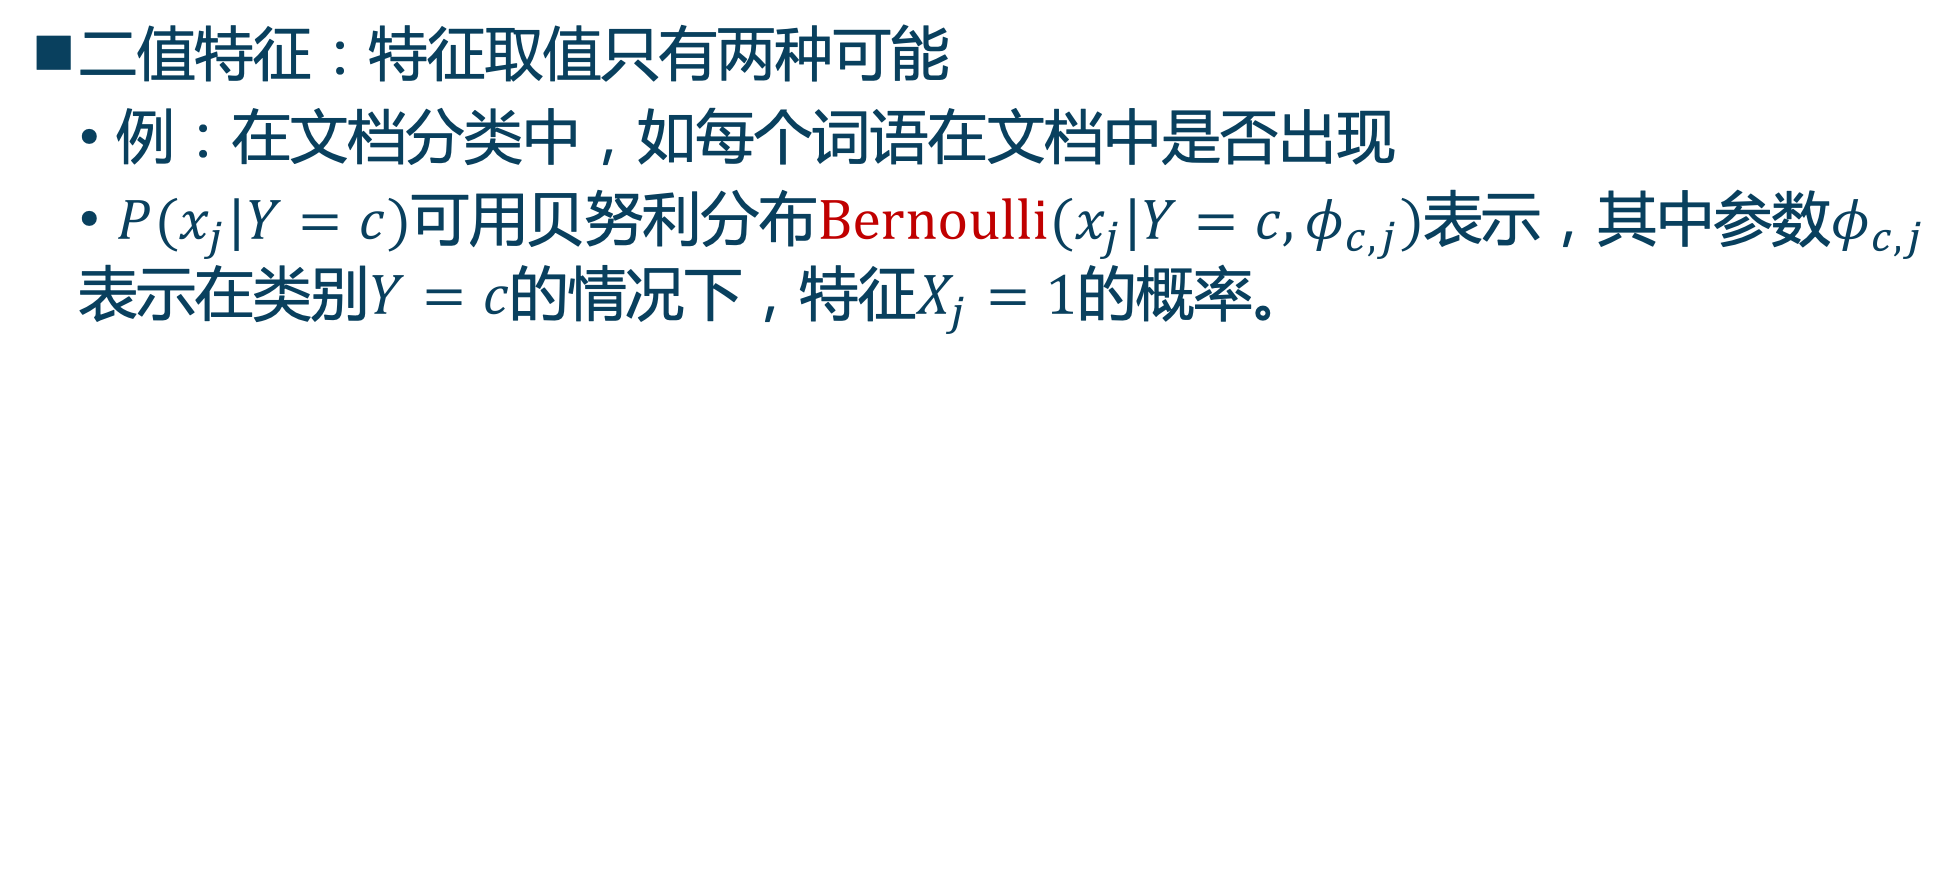 ■二值特征：特征取值只有两种可能
• 例：在文档分类中，如每个词语在文档中是否出现
• P(x_j|Y = c)可用贝努利分布Bernoulli(x_j|Y = c, ϕ_{c,j})表示，其中参数ϕ_{c,j}
表示在类别Y = c的情况下，特征X_j = 1的概率。